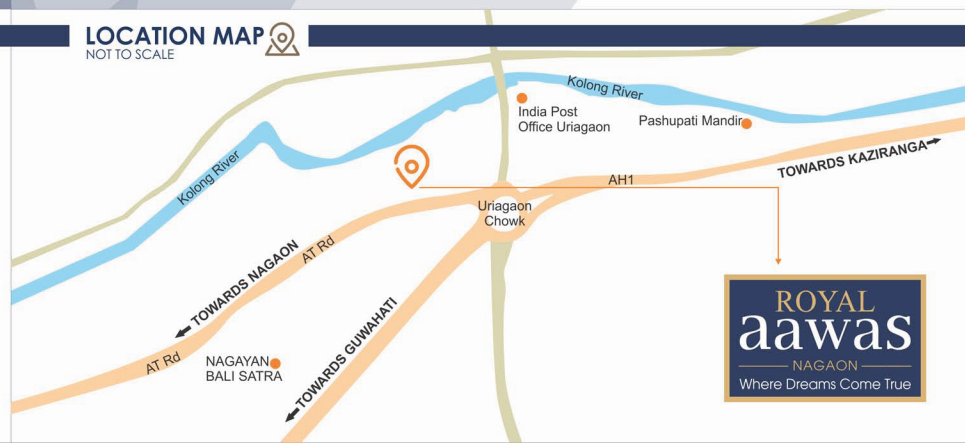 LOCATION MAP
NOT TO SCALE
Kolong River
India Post
Office Uriagaon
Pashupati Mandir
Kolong River
TOWARDS KAZIRANGA
AH1
Uriagaon
Chowk
AT Rd
TOWARDS NAGAON
AT Rd
NAGAYAN
BALI SATRA
TOWARDS GUWAHATI
ROYAL
aawas
NAGAON
Where Dreams Come True